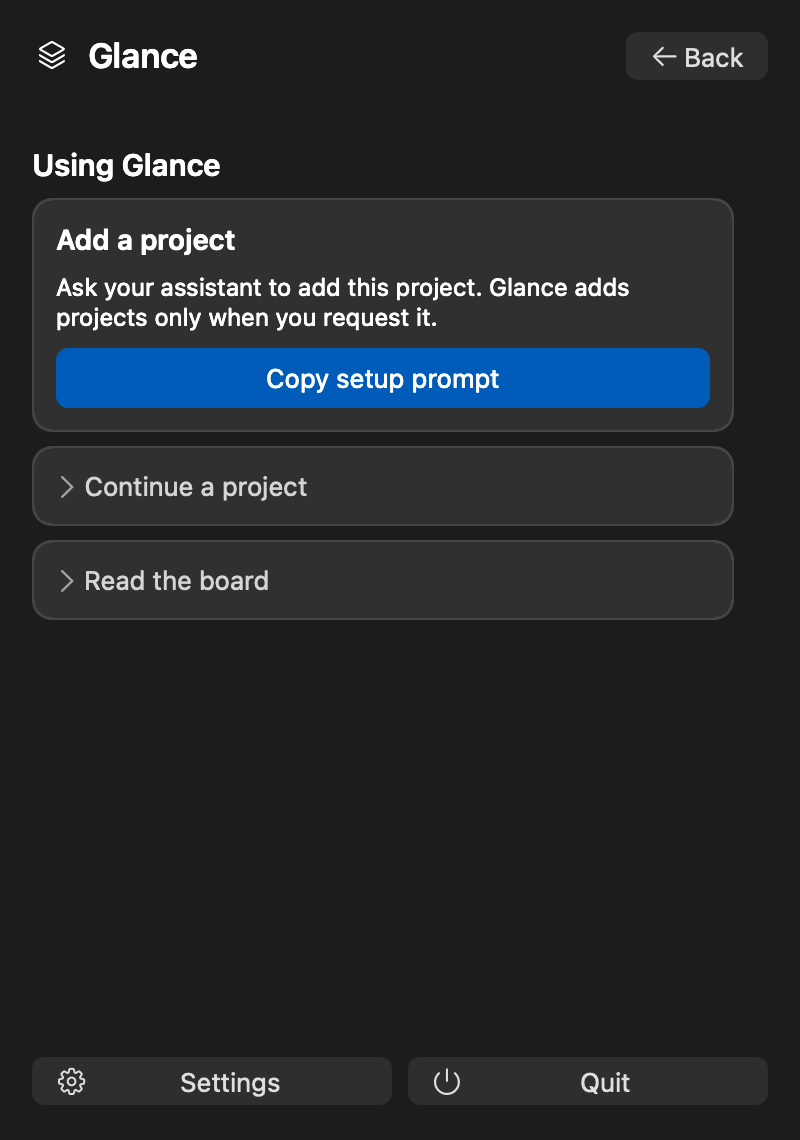 Glance
Back
Using Glance
Add a project
Ask your assistant to add this project. Glance adds
projects only when you request it.
Copy setup prompt
Continue a project
Read the board
Settings
Quit